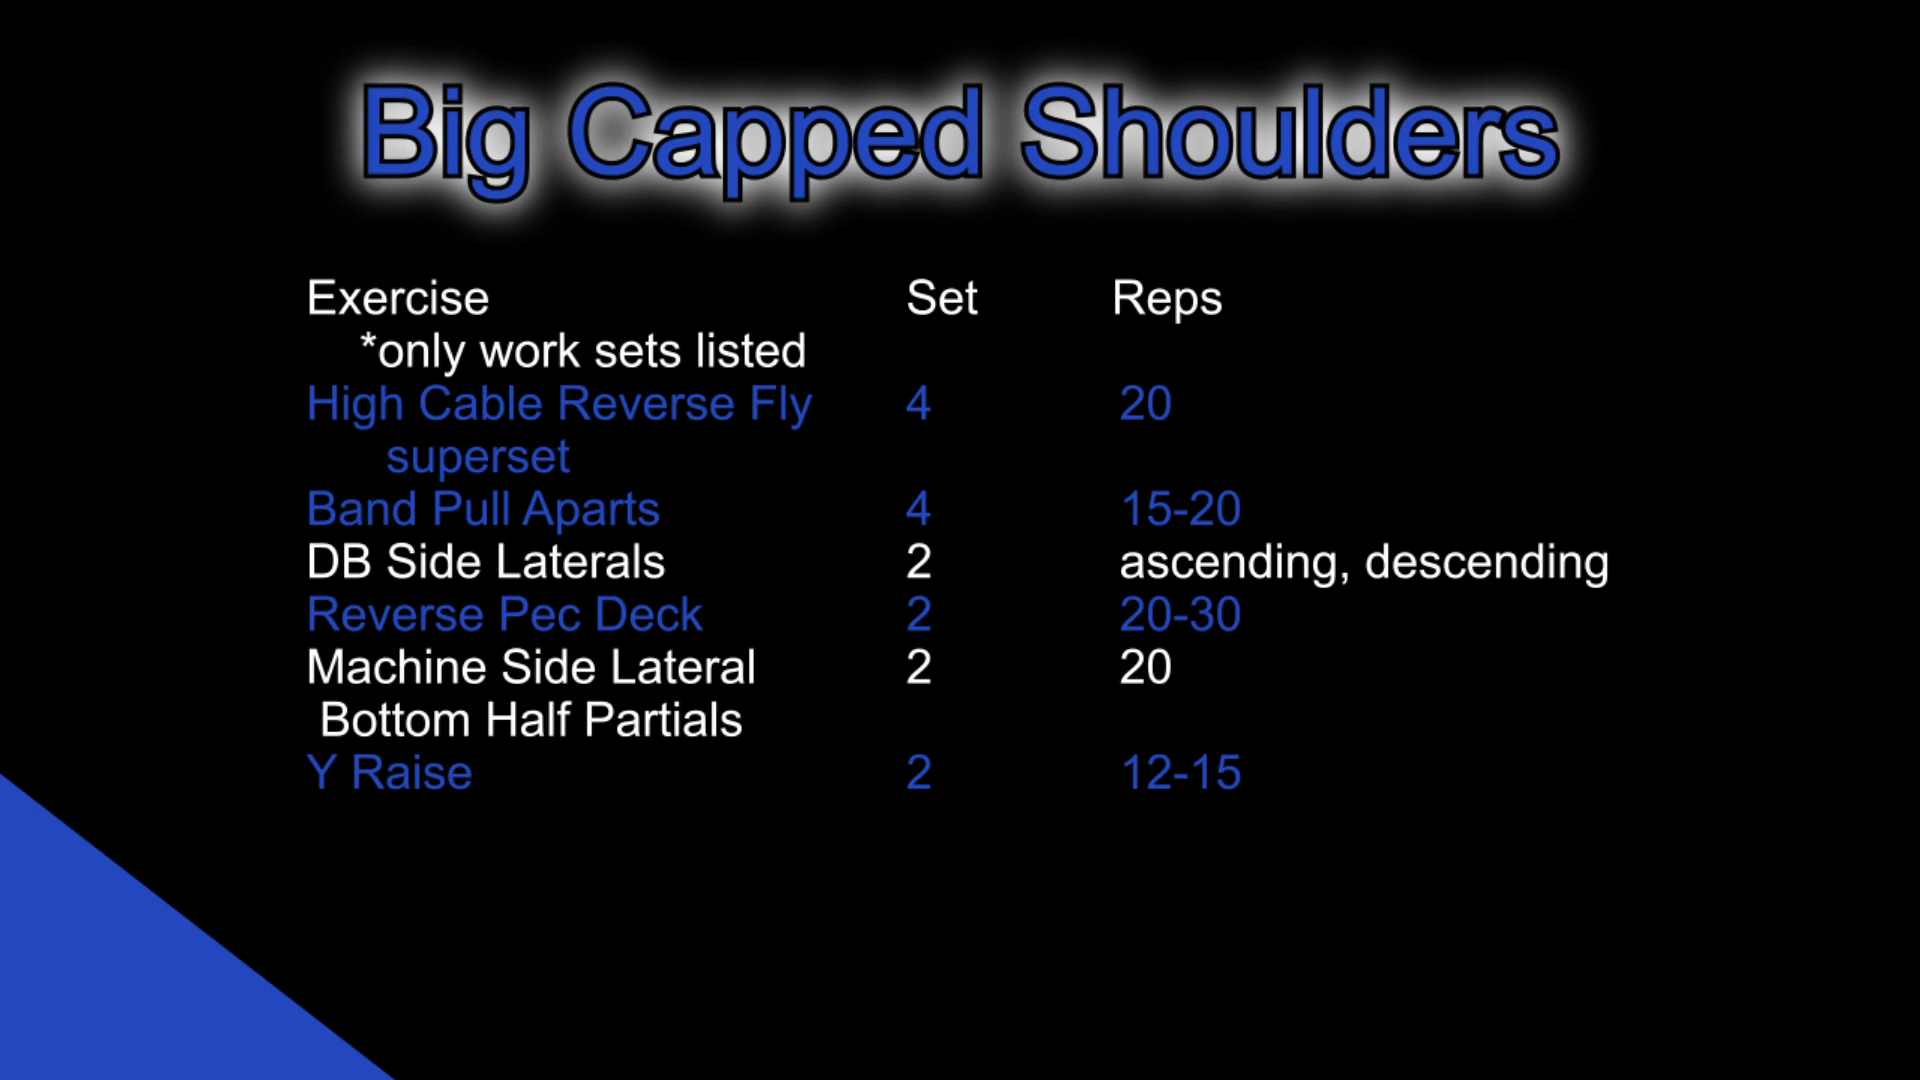 Big Capped Shoulders
Exercise Set Reps
*only work sets listed
High Cable Reverse Fly 4 20
superset
Band Pull Aparts 4 15-20
DB Side Laterals 2 ascending, descending
Reverse Pec Deck 2 20-30
Machine Side Lateral 2 20
Bottom Half Partials
Y Raise 2 12-15